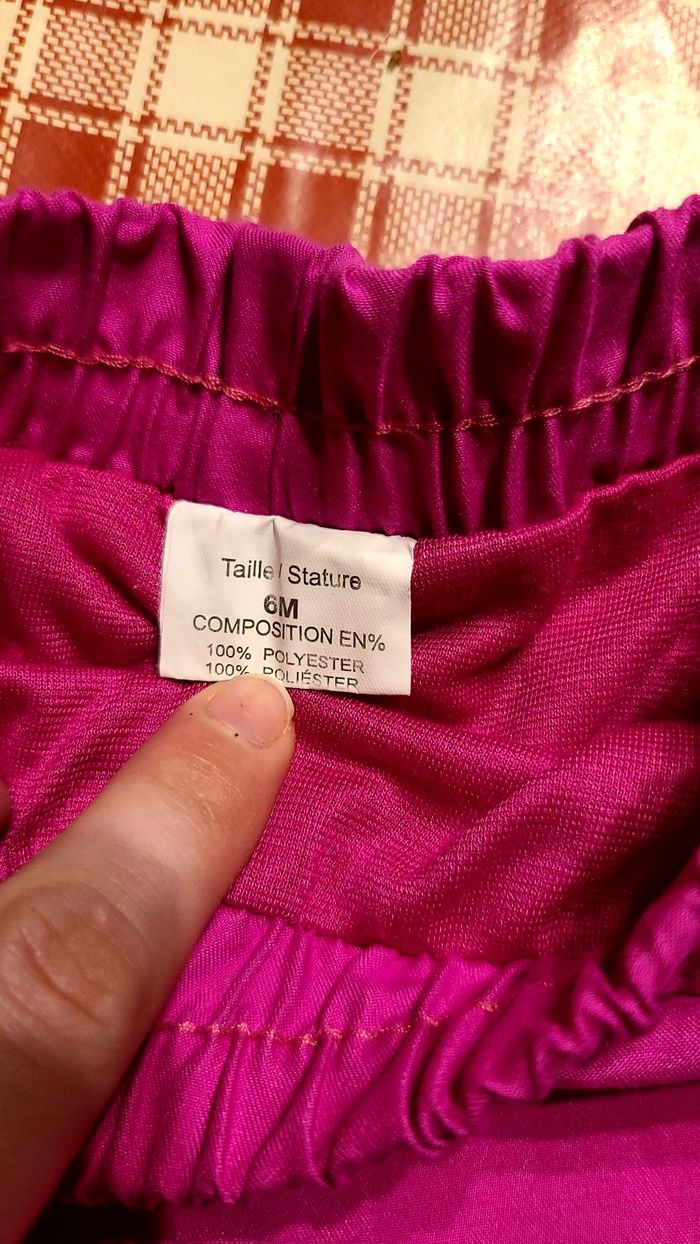 Taille / Stature
6M
COMPOSITION EN%
100% POLYESTER
100% POLIÉSTER